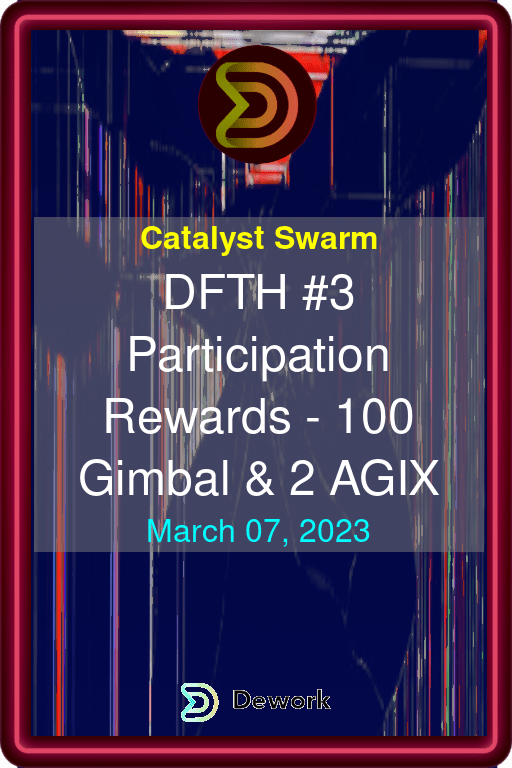 Catalyst Swarm
DFTH #3
Participation
Rewards - 100
Gimbal & 2 AGIX
March 07, 2023
Dework